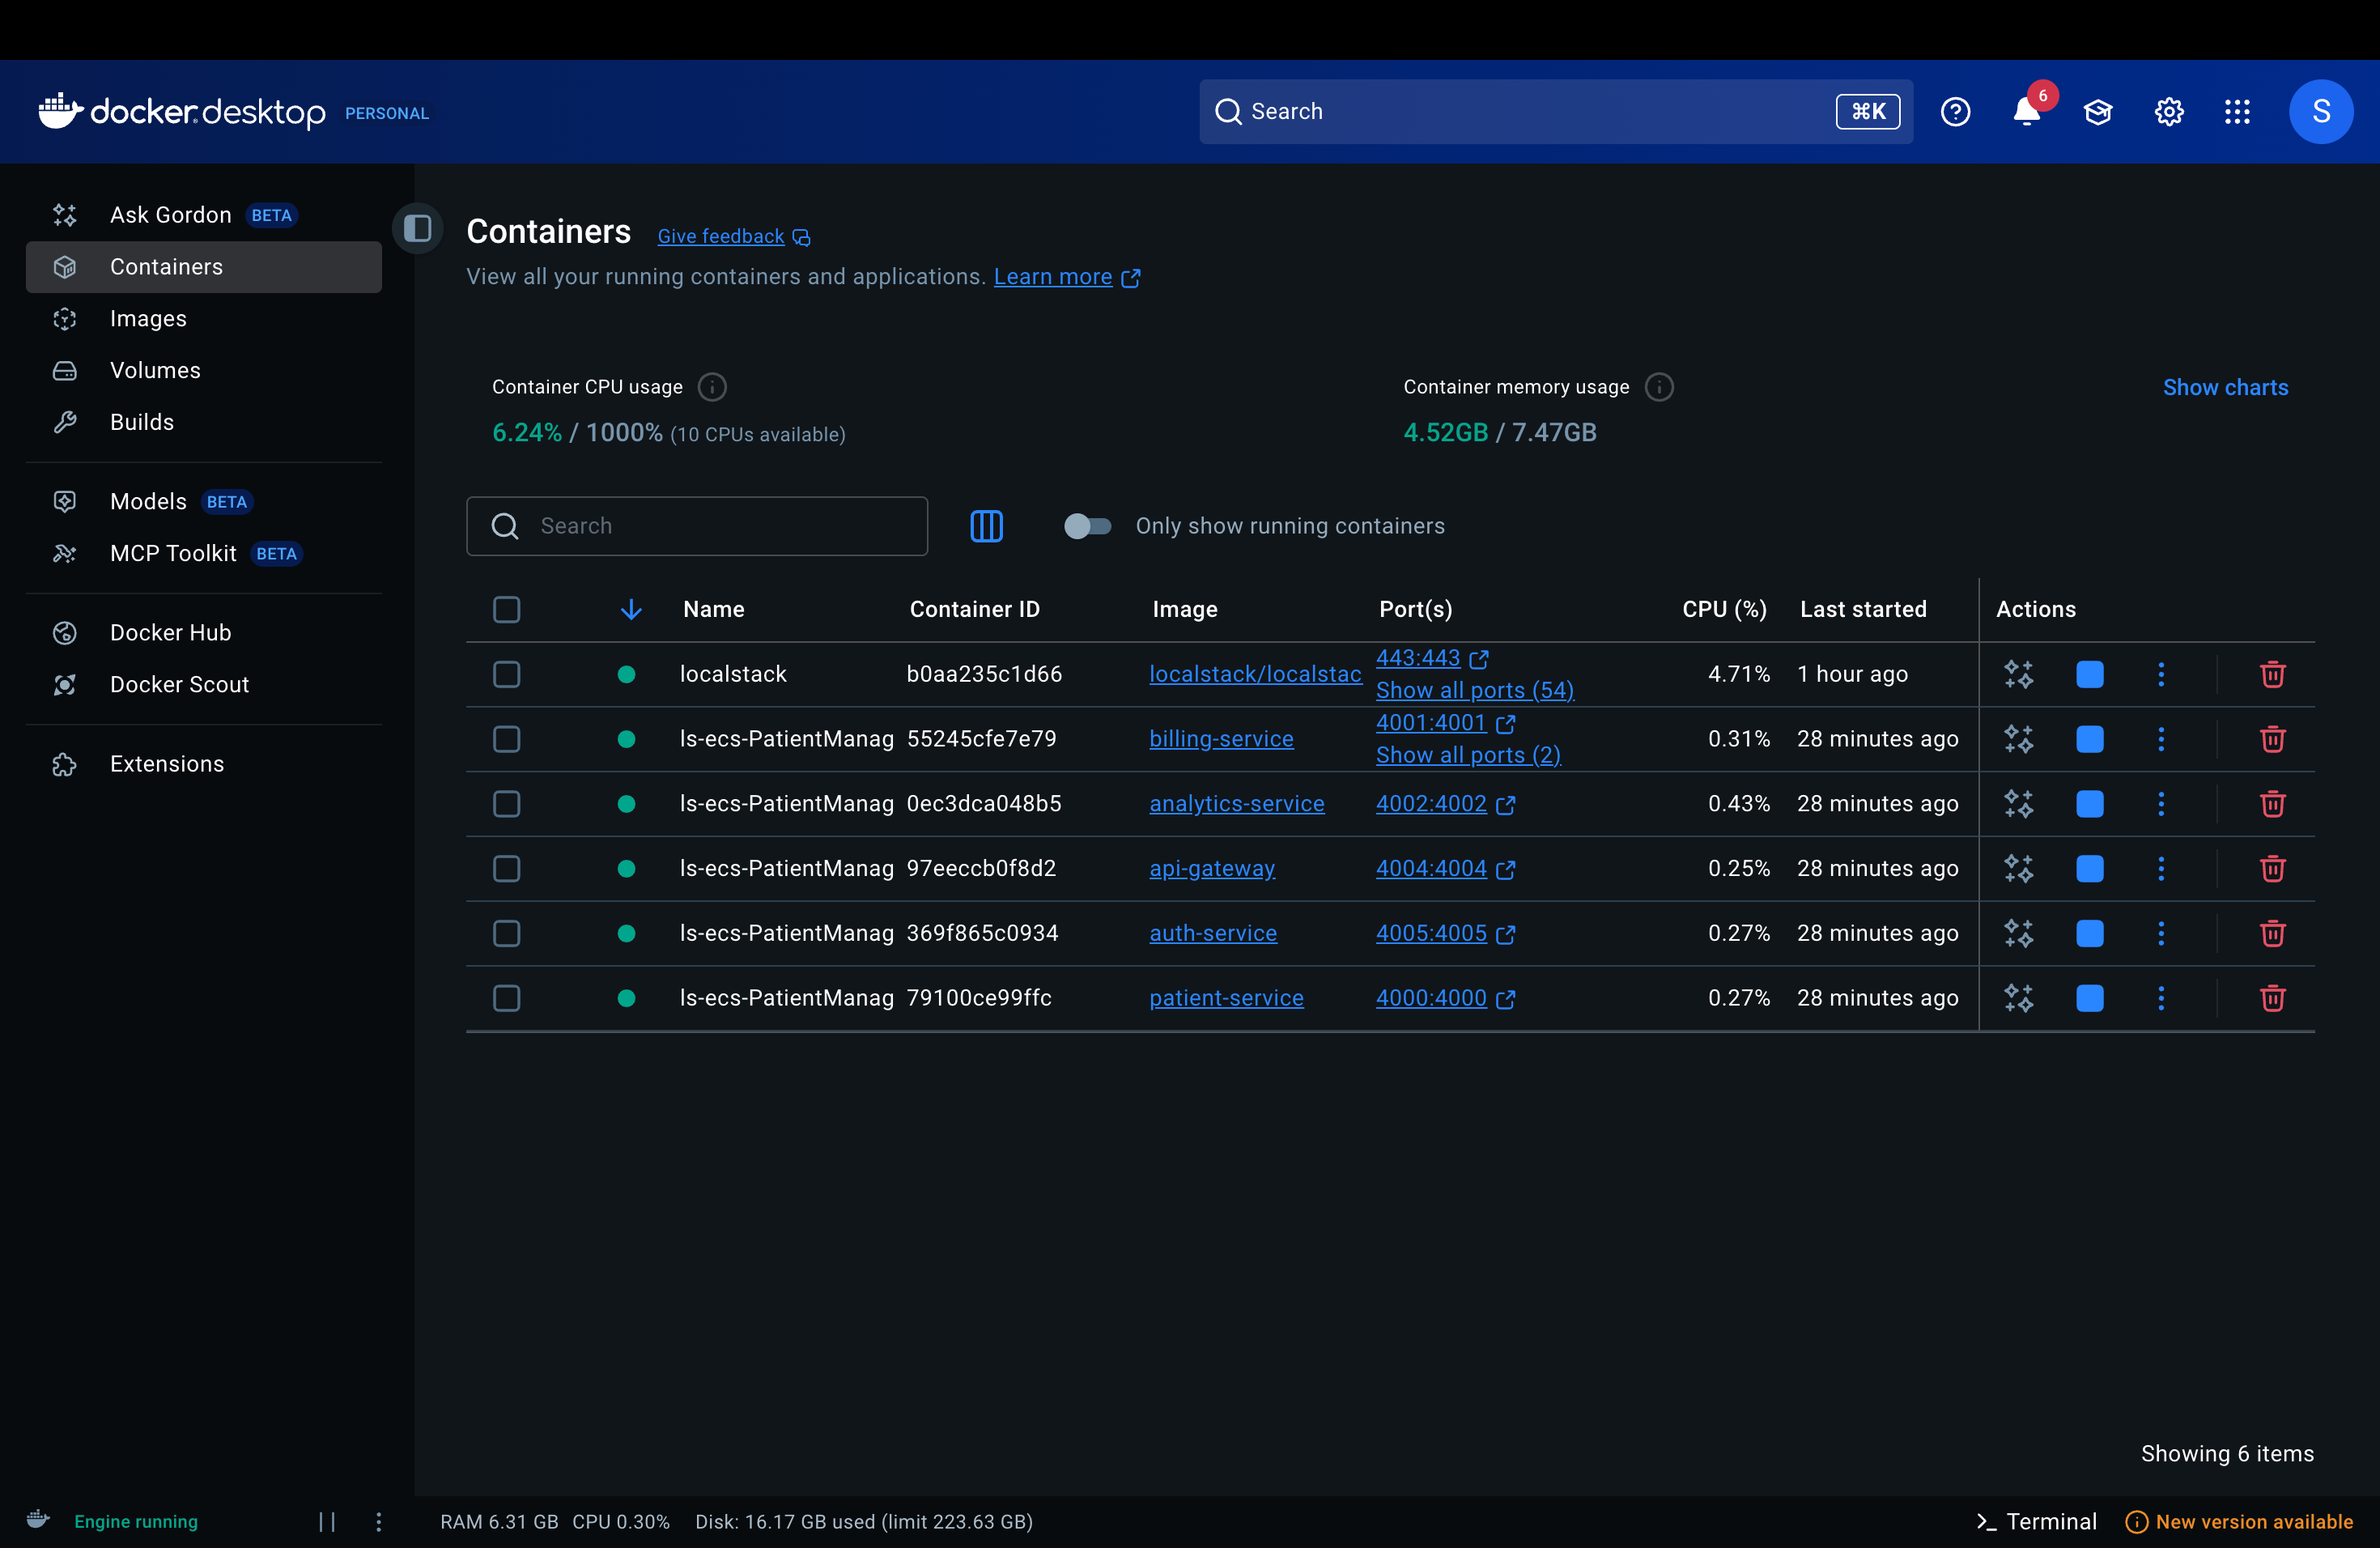 docker.desktop PERSONAL
Search
⌘K
6
S
Ask Gordon BETA
Containers
Images
Volumes
Builds
Models BETA
MCP Toolkit BETA
Docker Hub
Docker Scout
Extensions
Containers Give feedback
View all your running containers and applications. Learn more
Container CPU usage
6.24% / 1000% (10 CPUs available)
Container memory usage
4.52GB / 7.47GB
Show charts
Search
Only show running containers
Name Container ID Image Port(s) CPU (%) Last started Actions
localstack b0aa235c1d66 localstack/localstac 443:443 Show all ports (54) 4.71% 1 hour ago
ls-ecs-PatientManag 55245cfe7e79 billing-service 4001:4001 Show all ports (2) 0.31% 28 minutes ago
ls-ecs-PatientManag 0ec3dca048b5 analytics-service 4002:4002 0.43% 28 minutes ago
ls-ecs-PatientManag 97eeccb0f8d2 api-gateway 4004:4004 0.25% 28 minutes ago
ls-ecs-PatientManag 369f865c0934 auth-service 4005:4005 0.27% 28 minutes ago
ls-ecs-PatientManag 79100ce99ffc patient-service 4000:4000 0.27% 28 minutes ago
Showing 6 items
Engine running
RAM 6.31 GB CPU 0.30% Disk: 16.17 GB used (limit 223.63 GB)
>_ Terminal
New version available